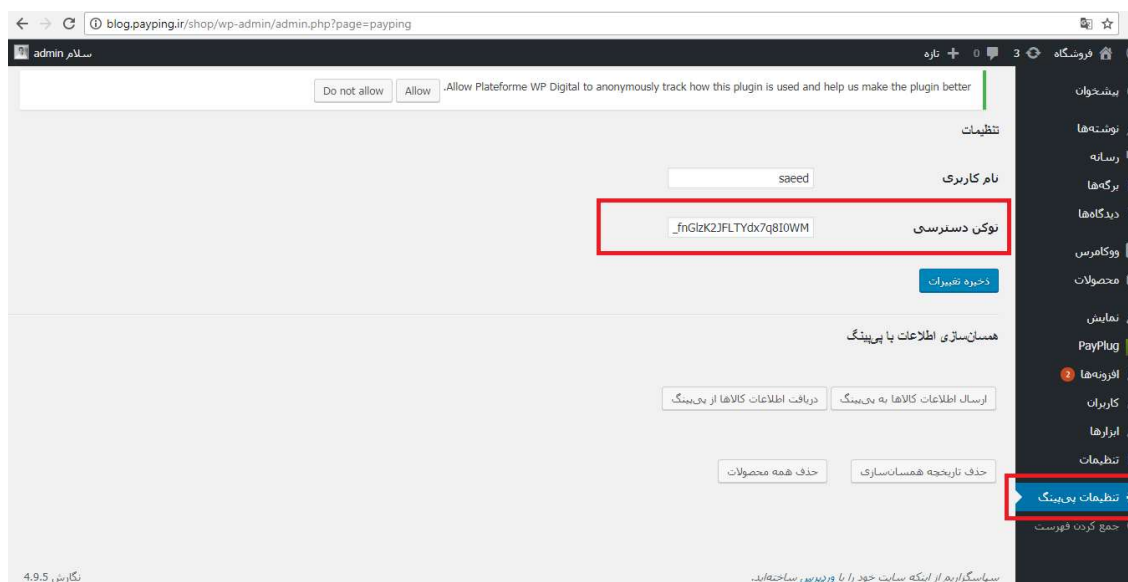 blog.payping.ir/shop/wp-admin/admin.php?page=payping
فروشگاه 3 0 تازه
سلام admin
Allow Plateforme WP Digital to anonymously track how this plugin is used and help us make the plugin better.
Allow
Do not allow
تنظیمات
نام کاربری
saeed
توکن دسترسی
_fnGlzK2JFLTYdx7q8I0WM
ذخیره تغییرات
همسان‌سازی اطلاعات با پی‌پینگ
ارسال اطلاعات کالاها به پی‌پینگ
دریافت اطلاعات کالاها از پی‌پینگ
حذف تاریخچه همسان‌سازی
حذف همه محصولات
پیشخوان
نوشته‌ها
رسانه
برگه‌ها
دیدگاه‌ها
ووکامرس
محصولات
نمایش
PayPlug
افزونه‌ها 2
کاربران
ابزارها
تنظیمات
تنظیمات پی‌پینگ
جمع کردن فهرست
سپاسگزاریم از اینکه سایت خود را با وردپرس ساخته‌اید.
نگارش 4.9.5